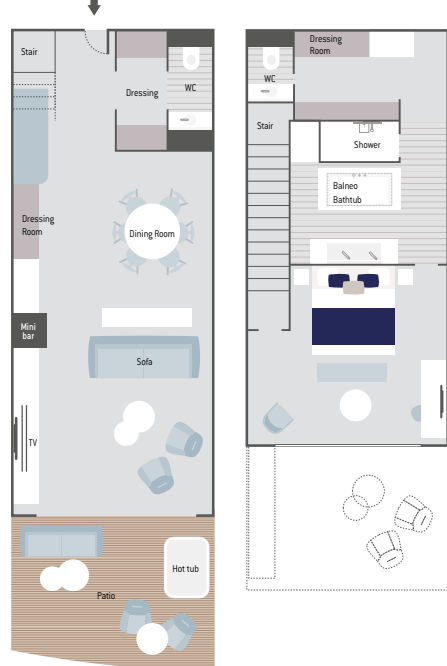 Stair
Dressing
WC
Dressing
Room
Dining Room
Mini
bar
Sofa
TV
Patio
Hot tub
Dressing
Room
WC
Stair
Shower
Balneo
Bathtub